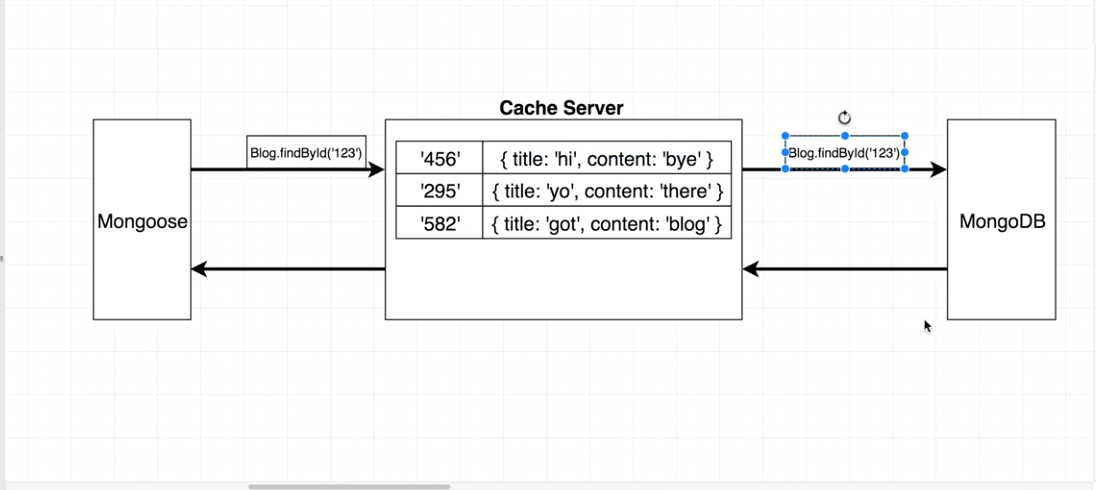 Cache Server
Blog.findById('123')
Blog.findById('123')
'456' { title: 'hi', content: 'bye' }
'295' { title: 'yo', content: 'there' }
'582' { title: 'got', content: 'blog' }
Mongoose
MongoDB